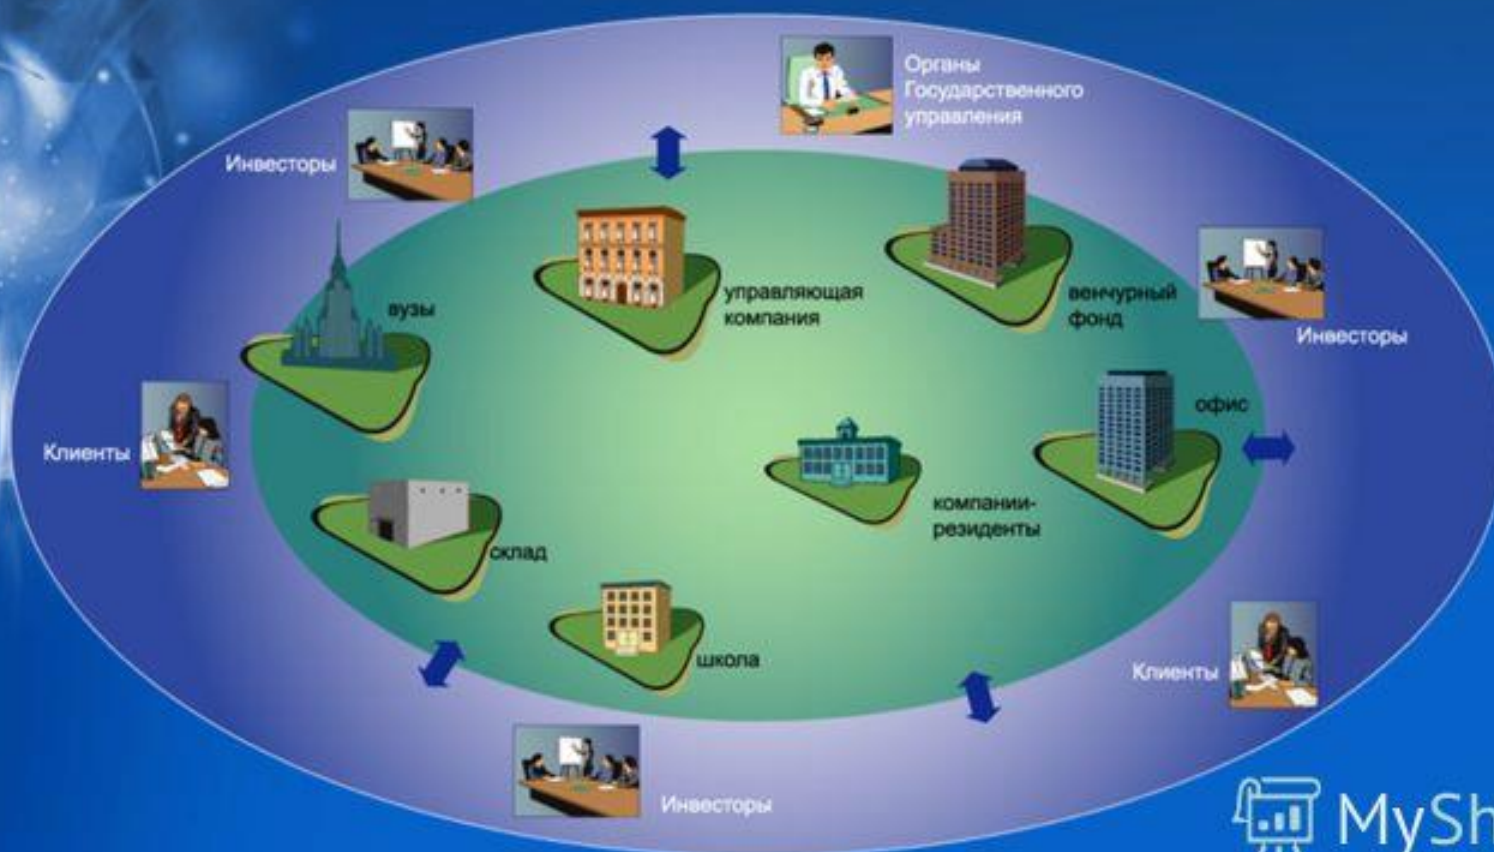 Органы
Государственного
управления
Инвесторы
вузы
управляющая
компания
венчурный
фонд
Инвесторы
офис
Клиенты
компании-
резиденты
склад
школа
Клиенты
Инвесторы
MySh